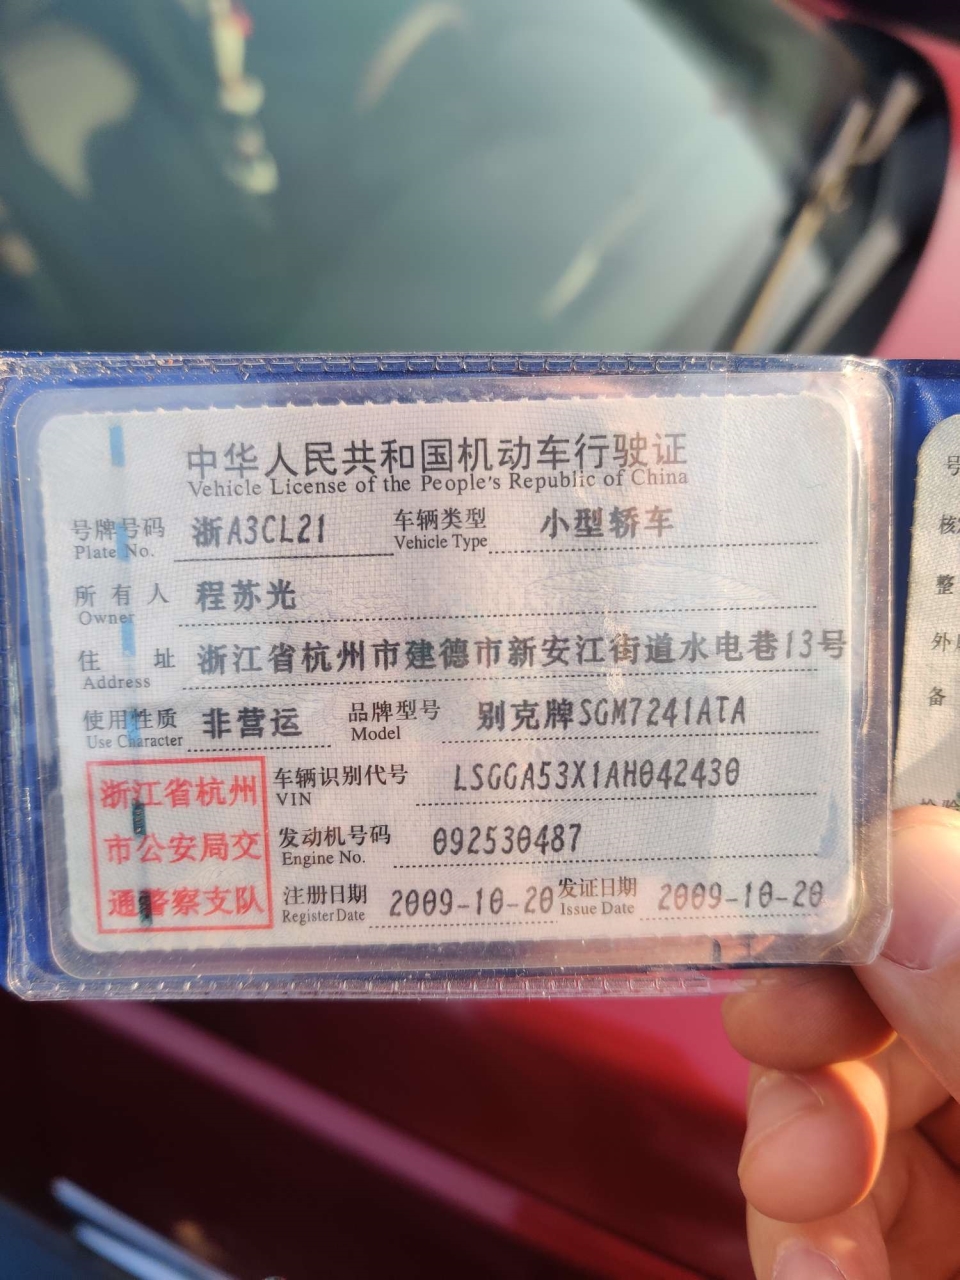 中华人民共和国机动车行驶证
Vehicle License of the People's Republic of China
号牌号码 浙A3CL21 车辆类型 小型轿车
Plate No. Vehicle Type
所有人 程苏光
Owner
住址 浙江省杭州市建德市新安江街道水电巷13号
Address
使用性质 非营运 品牌型号 别克牌SGM7241ATA
Use Character Model
车辆识别代号 LSGGA53X1AH042430
VIN
发动机号码 092530487
Engine No.
注册日期 2009-10-20 发证日期 2009-10-20
Register Date Issue Date
浙江省杭州
市公安局交
通警察支队
号
核
整
外
备